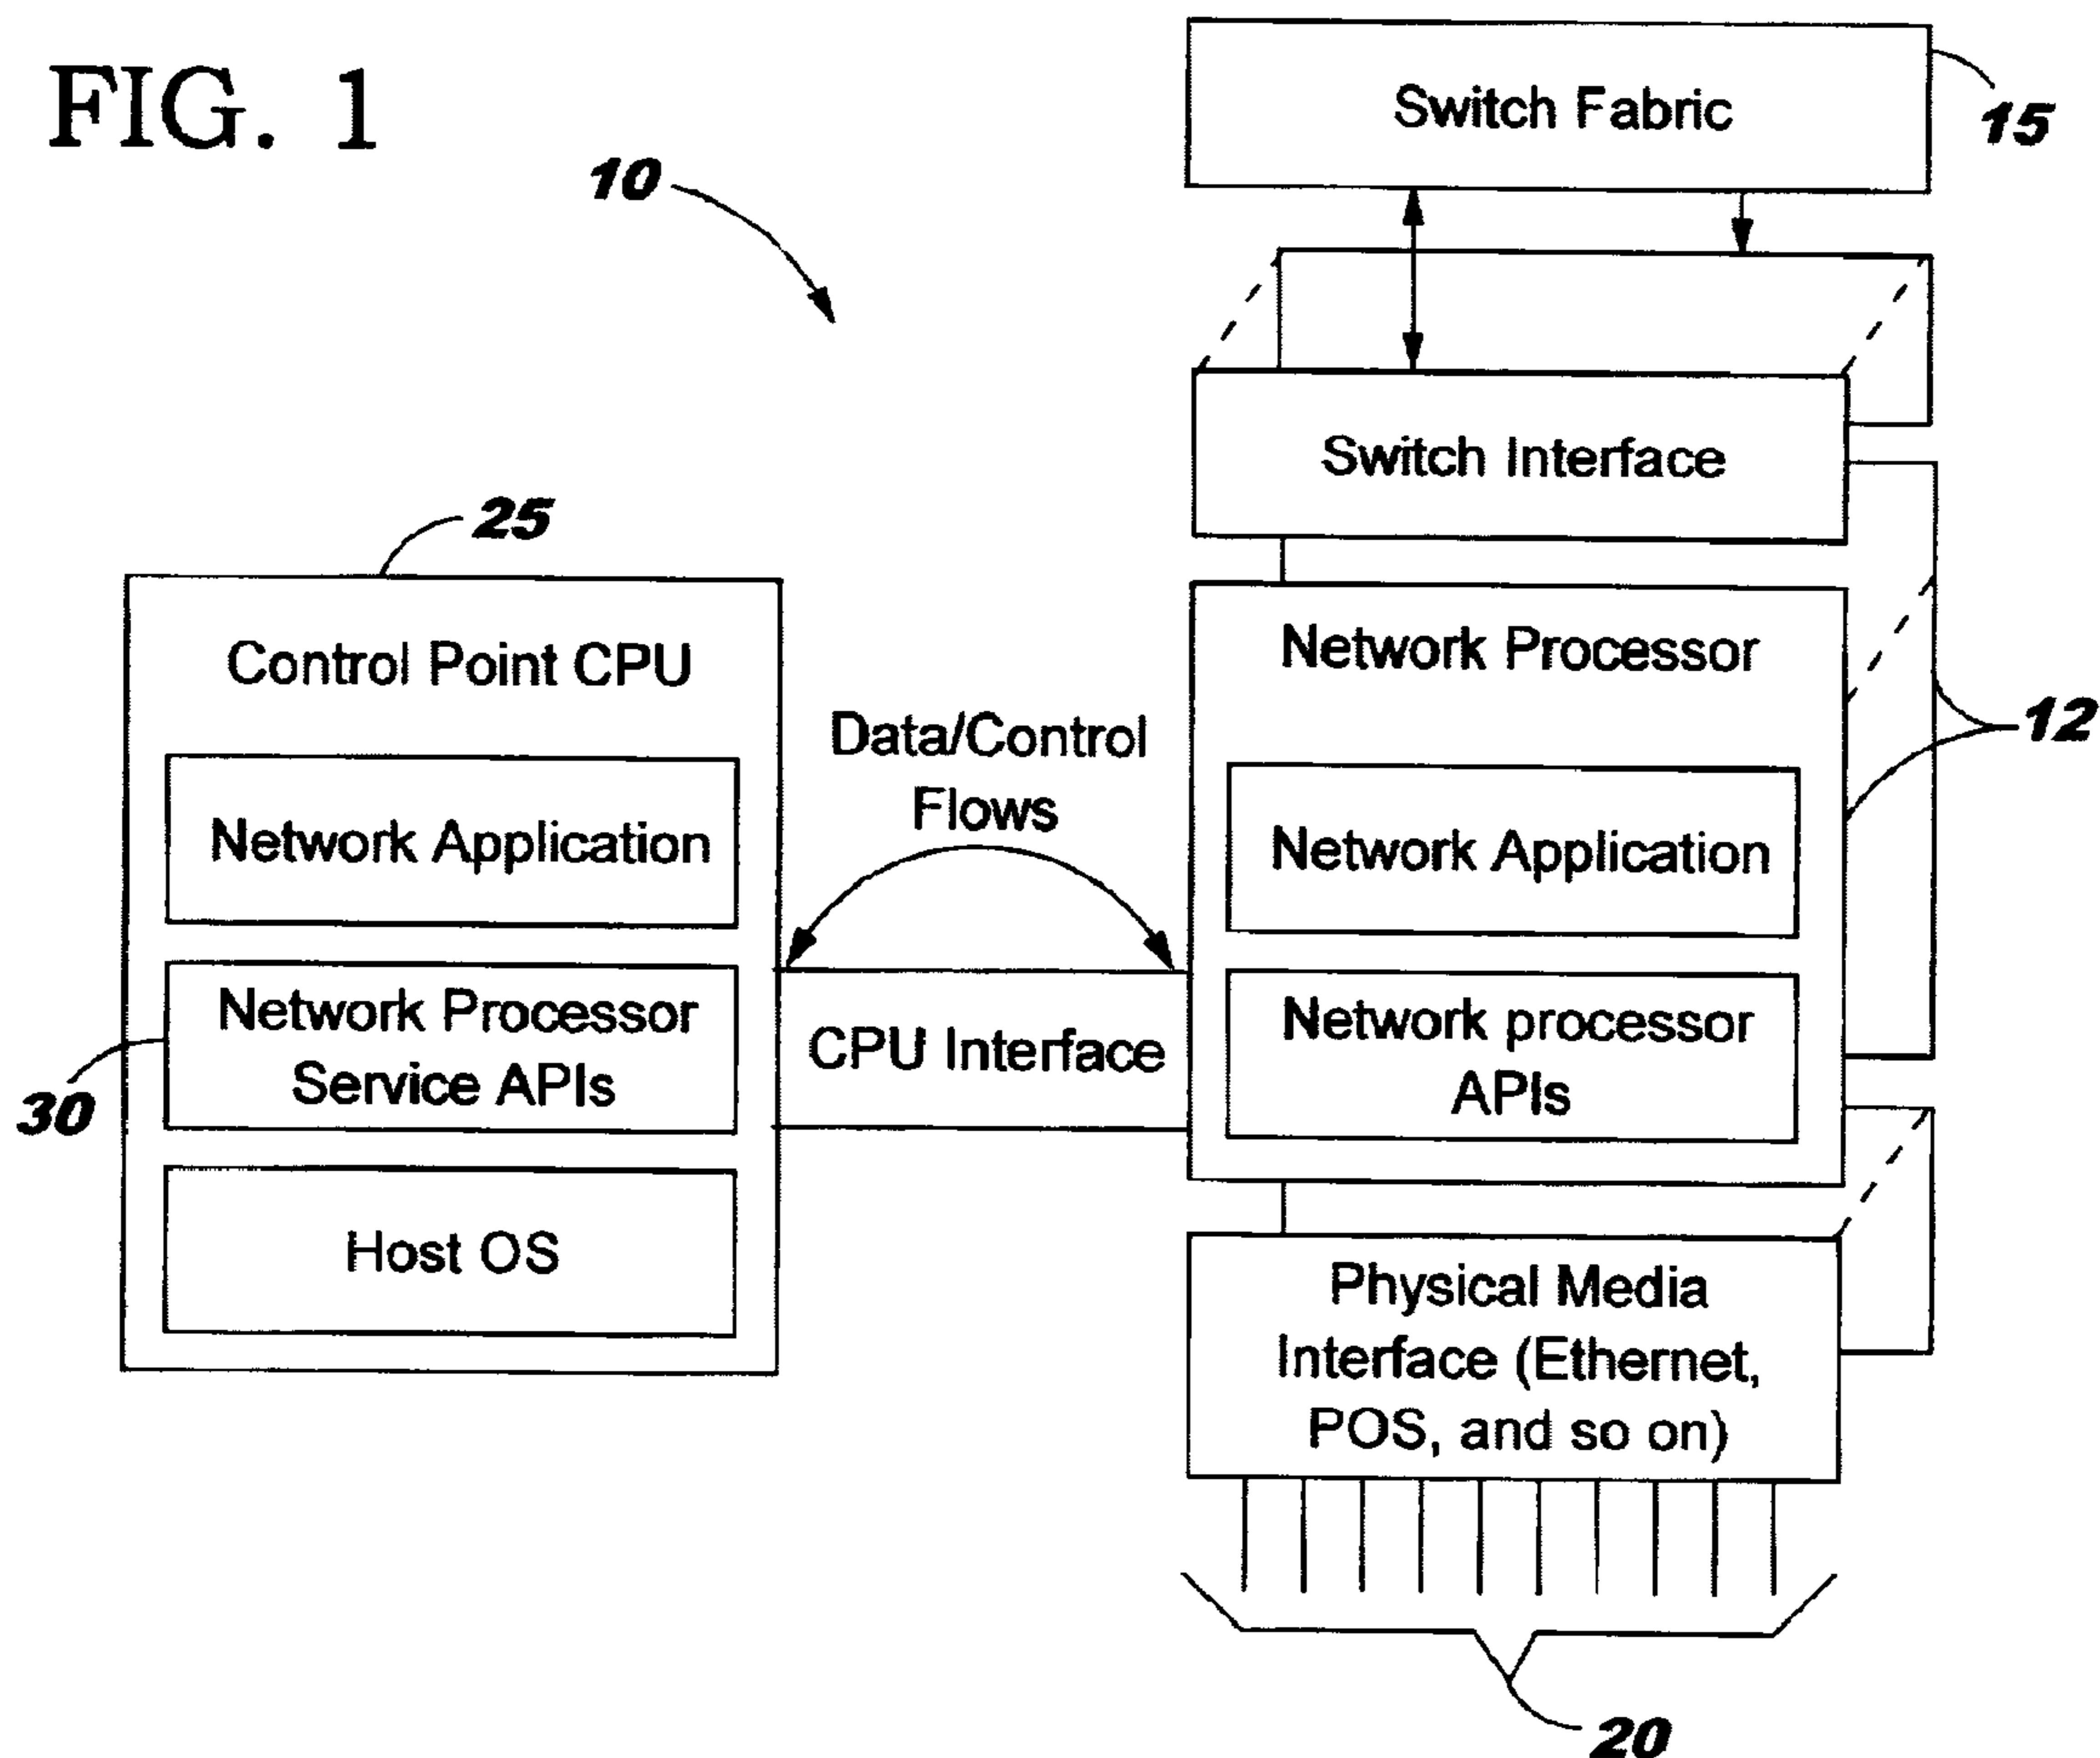 FIG. 1
10
Switch Fabric
15
Switch Interface
25
Control Point CPU
Network Application
30
Network Processor
Service APIs
Host OS
Data/Control
Flows
CPU Interface
Network Processor
12
Network Application
Network processor
APIs
Physical Media
Interface (Ethernet,
POS, and so on)
20